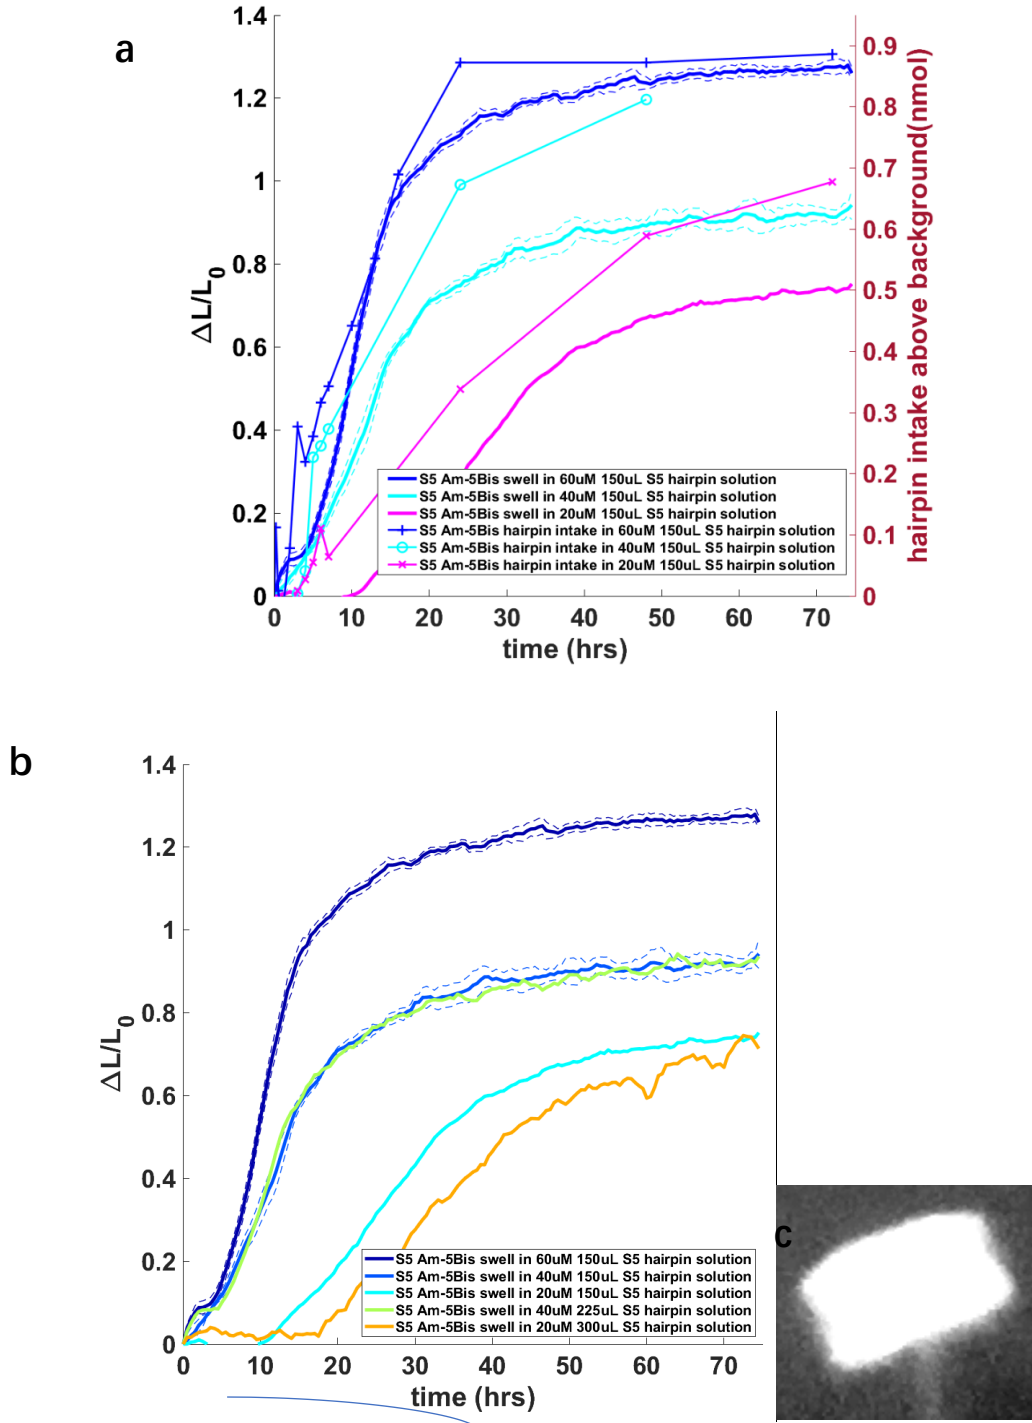 a
1.4
1.2
1
0.8
0.6
0.4
0.2
0
ΔL/L0
0.9
0.8
0.7
0.6
0.5
0.4
0.3
0.2
0.1
0
hairpin intake above background(nmol)
S5 Am-5Bis swell in 60uM 150uL S5 hairpin solution
S5 Am-5Bis swell in 40uM 150uL S5 hairpin solution
S5 Am-5Bis swell in 20uM 150uL S5 hairpin solution
S5 Am-5Bis hairpin intake in 60uM 150uL S5 hairpin solution
S5 Am-5Bis hairpin intake in 40uM 150uL S5 hairpin solution
S5 Am-5Bis hairpin intake in 20uM 150uL S5 hairpin solution
0 10 20 30 40 50 60 70
time (hrs)
b
1.4
1.2
1
0.8
0.6
0.4
0.2
0
ΔL/L0
S5 Am-5Bis swell in 60uM 150uL S5 hairpin solution
S5 Am-5Bis swell in 40uM 150uL S5 hairpin solution
S5 Am-5Bis swell in 20uM 150uL S5 hairpin solution
S5 Am-5Bis swell in 40uM 225uL S5 hairpin solution
S5 Am-5Bis swell in 20uM 300uL S5 hairpin solution
0 10 20 30 40 50 60 70
time (hrs)
c